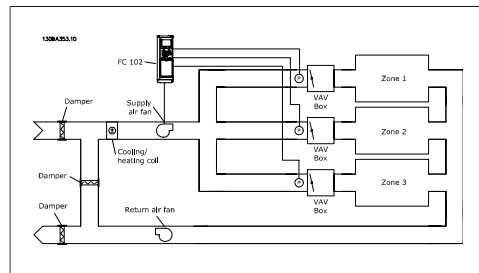 130BA353.10
FC 102
Damper
Supply
air fan
Cooling/
heating coil
Damper
Damper
Return air fan
P
VAV
Box
Zone 1
P
VAV
Box
Zone 2
P
VAV
Box
Zone 3